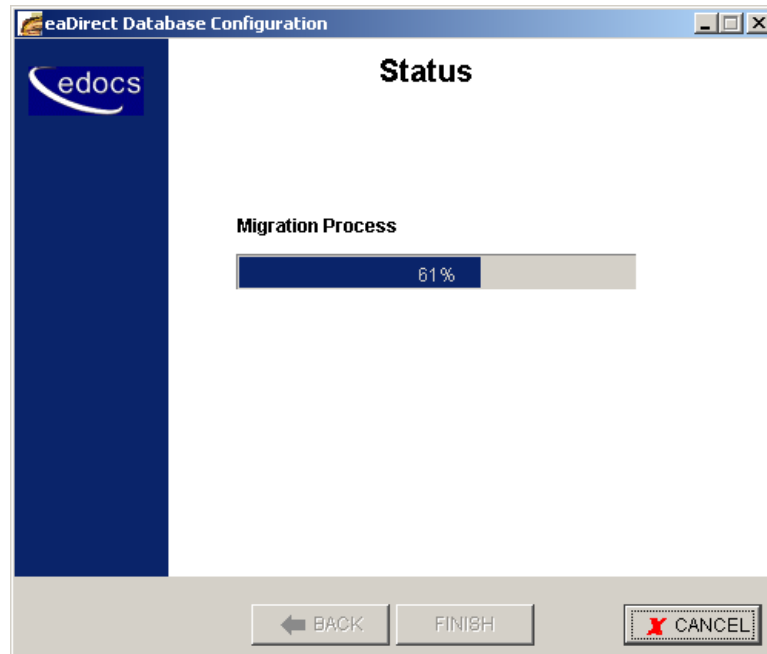 eaDirect Database Configuration
edocs
Status
Migration Process
61%
BACK
FINISH
CANCEL